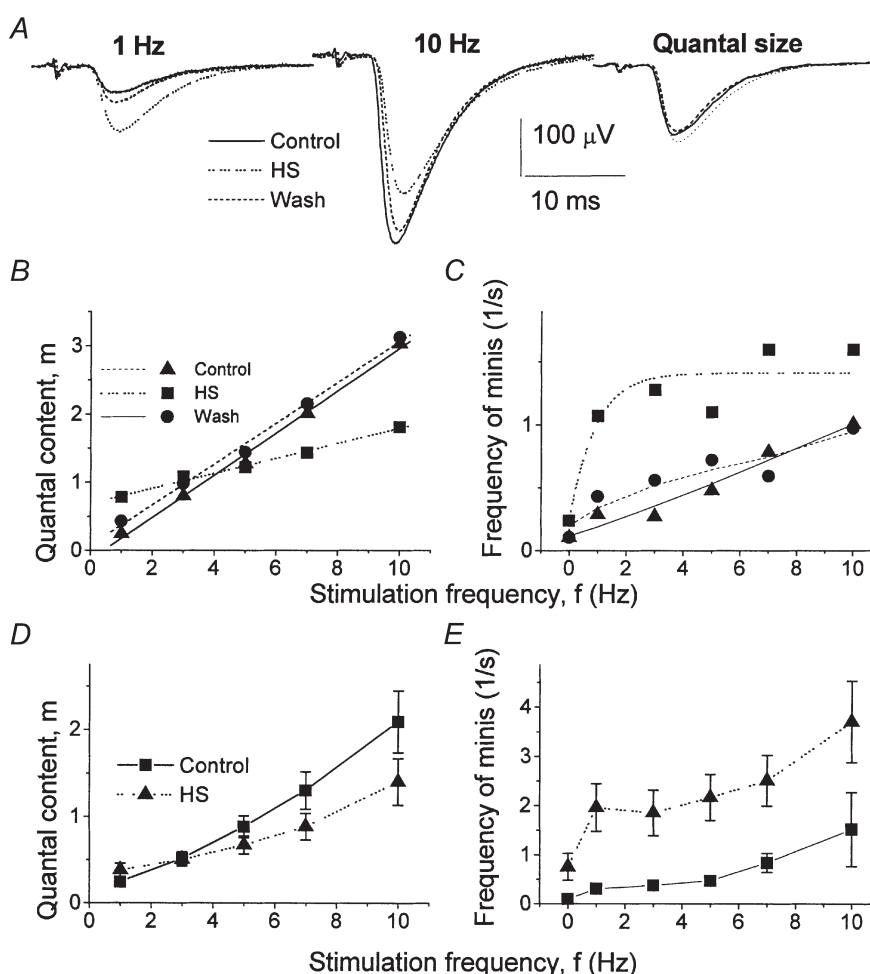 A
1 Hz
10 Hz
Quantal size
Control
HS
Wash
100 μV
10 ms
B
Quantal content, m
3
2
1
0
Control
HS
Wash
0 2 4 6 8 10
C
Frequency of minis (1/s)
1
0
0 2 4 6 8 10
Stimulation frequency, f (Hz)
D
Quantal content, m
2
1
0
Control
HS
0 2 4 6 8 10
E
Frequency of minis (1/s)
4
3
2
1
0
0 2 4 6 8 10
Stimulation frequency, f (Hz)